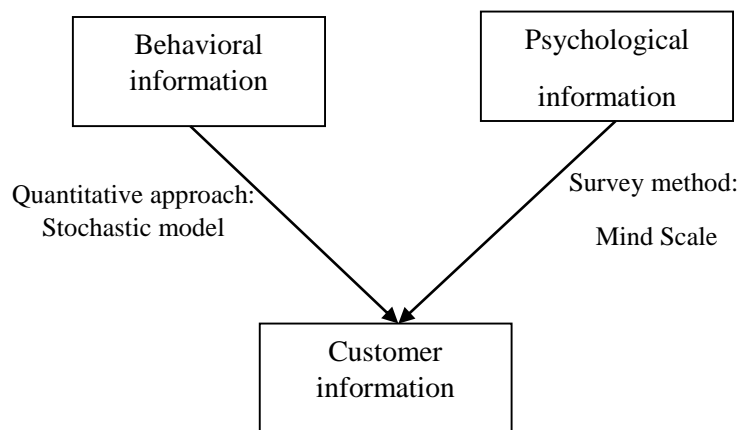 Behavioral
information
Psychological
information
Quantitative approach:
Stochastic model
Survey method:
Mind Scale
Customer
information